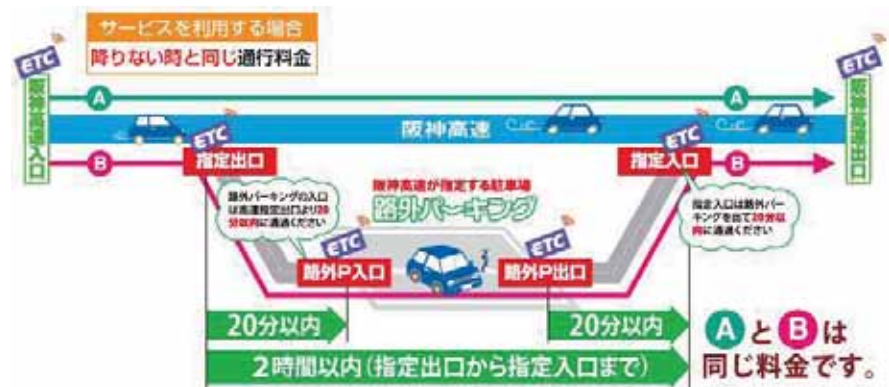 サービスを利用する場合
降りない時と同じ通行料金
ETC
阪神高速入口
A
A
ETC
阪神高速出口
阪神高速
B
ETC
指定出口
ETC
指定入口
B
路外パーキングの入口
は高速指定出口より20
分以内に通過ください
阪神高速が指定する駐車場
路外パーキング
指定入口は路外パー
キングを出て20分以
内に通過ください
ETC
路外P入口
ETC
路外P出口
20分以内
20分以内
2時間以内(指定出口から指定入口まで)
AとBは
同じ料金です。